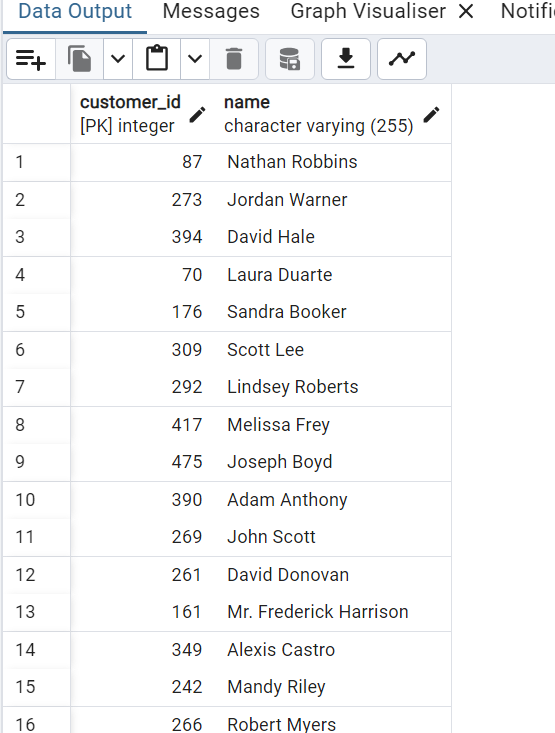 Data Output Messages Graph Visualiser Notifi
customer_id name
[PK] integer character varying (255)
1 87 Nathan Robbins
2 273 Jordan Warner
3 394 David Hale
4 70 Laura Duarte
5 176 Sandra Booker
6 309 Scott Lee
7 292 Lindsey Roberts
8 417 Melissa Frey
9 475 Joseph Boyd
10 390 Adam Anthony
11 269 John Scott
12 261 David Donovan
13 161 Mr. Frederick Harrison
14 349 Alexis Castro
15 242 Mandy Riley
16 266 Robert Myers